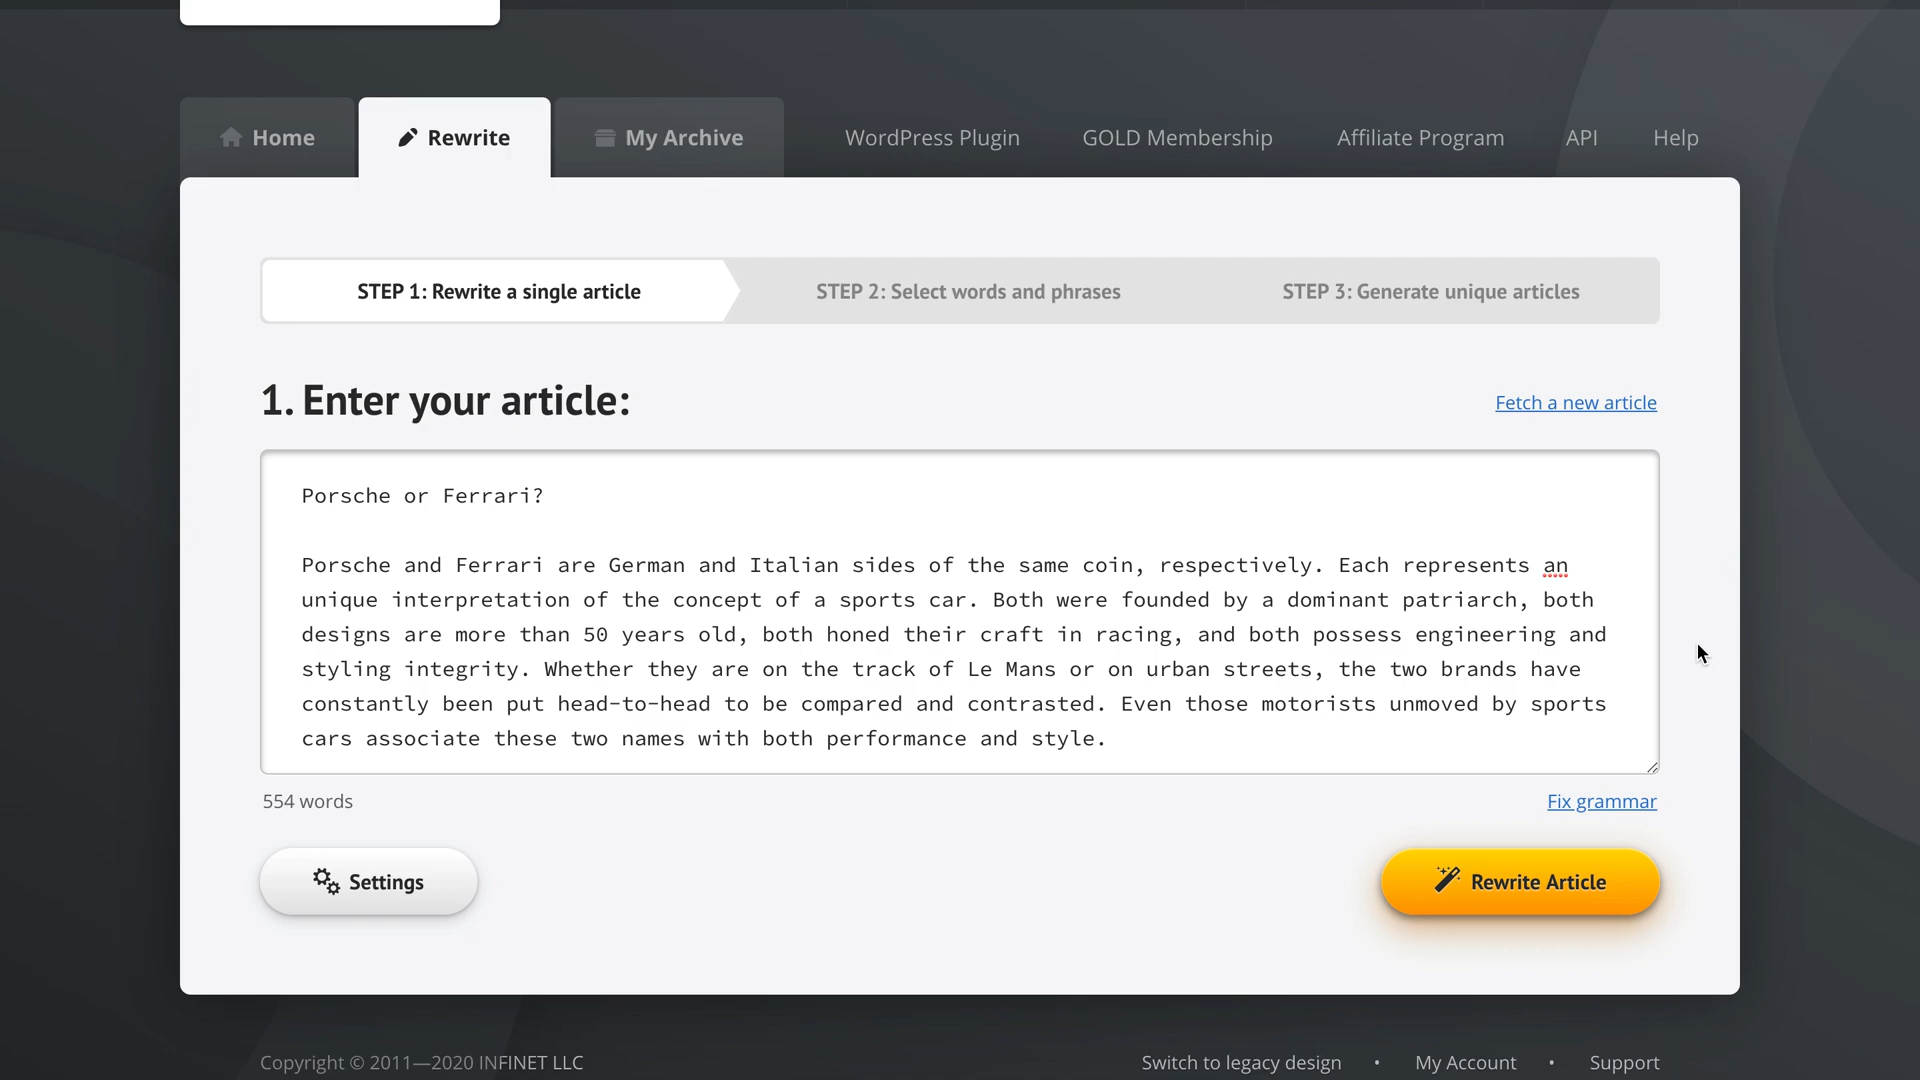 Home
Rewrite
My Archive
WordPress Plugin
GOLD Membership
Affiliate Program
API
Help
STEP 1: Rewrite a single article
STEP 2: Select words and phrases
STEP 3: Generate unique articles
1. Enter your article:
Fetch a new article
Porsche or Ferrari?
Porsche and Ferrari are German and Italian sides of the same coin, respectively. Each represents an
unique interpretation of the concept of a sports car. Both were founded by a dominant patriarch, both
designs are more than 50 years old, both honed their craft in racing, and both possess engineering and
styling integrity. Whether they are on the track of Le Mans or on urban streets, the two brands have
constantly been put head-to-head to be compared and contrasted. Even those motorists unmoved by sports
cars associate these two names with both performance and style.
554 words
Fix grammar
Settings
Rewrite Article
Copyright © 2011—2020 INFINET LLC
Switch to legacy design • My Account • Support